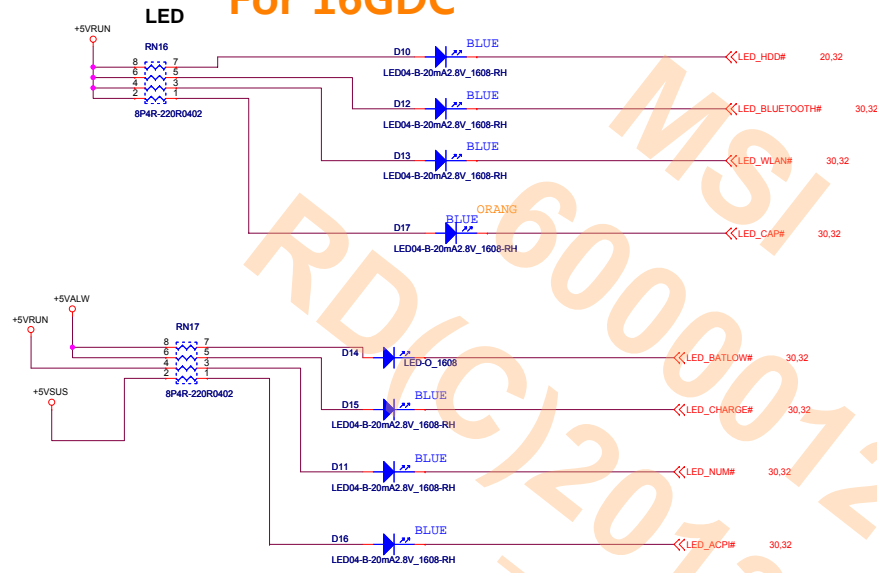 For 16GDC
LED
+5VRUN
RN16
8 7
6 5
4 3
2 1
8P4R-220R0402
D10 BLUE
LED04-B-20mA2.8V_1608-RH
LED_HDD# 20,32
D12 BLUE
LED04-B-20mA2.8V_1608-RH
LED_BLUETOOTH# 30,32
D13 BLUE
LED04-B-20mA2.8V_1608-RH
LED_WLAN# 30,32
ORANG
D17 BLUE
LED04-B-20mA2.8V_1608-RH
LED_CAP# 30,32
+5VALW
+5VRUN
+5VSUS
RN17
8 7
6 5
4 3
2 1
8P4R-220R0402
D14
LED-O_1608
LED_BATLOW# 30,32
D15 BLUE
LED04-B-20mA2.8V_1608-RH
LED_CHARGE# 30,32
D11 BLUE
LED04-B-20mA2.8V_1608-RH
LED_NUM# 30,32
D16 BLUE
LED04-B-20mA2.8V_1608-RH
LED_ACPI# 30,32
MSI
6000012
RD(C)201